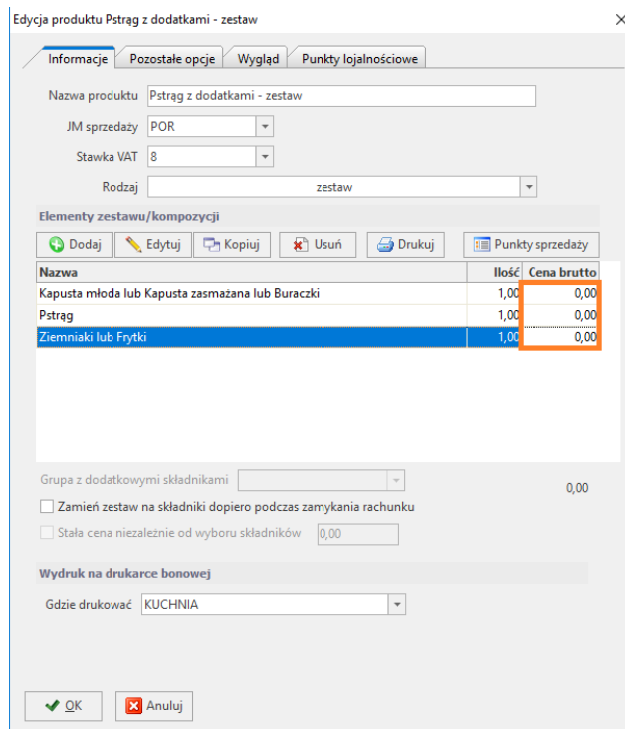 Edycja produktu Pstrąg z dodatkami - zestaw
Informacje Pozostałe opcje Wygląd Punkty lojalnościowe
Nazwa produktu Pstrąg z dodatkami - zestaw
JM sprzedaży POR
Stawka VAT 8
Rodzaj zestaw
Elementy zestawu/kompozycji
Dodaj Edytuj Kopiuj Usuń Drukuj Punkty sprzedaży
Nazwa Ilość Cena brutto
Kapusta młoda lub Kapusta zasmażana lub Buraczki 1,00 0,00
Pstrąg 1,00 0,00
Ziemniaki lub Frytki 1,00 0,00
Grupa z dodatkowymi składnikami 0,00
Zamień zestaw na składniki dopiero podczas zamykania rachunku
Stała cena niezależnie od wyboru składników 0,00
Wydruk na drukarce bonowej
Gdzie drukować KUCHNIA
OK Anuluj